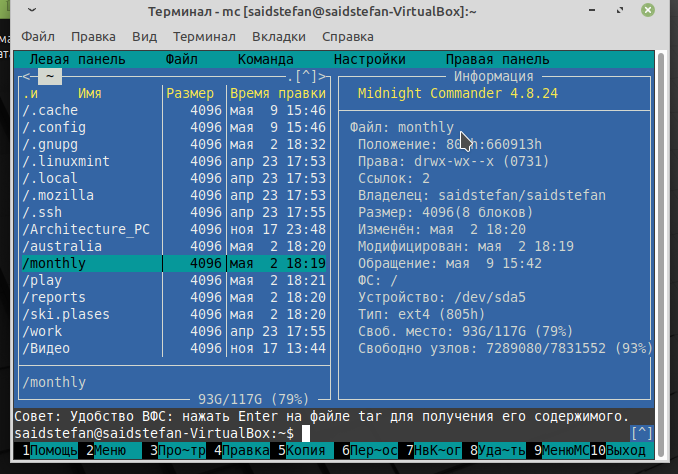 Терминал - mc [saidstefan@saidstefan-VirtualBox]:~
Файл Правка Вид Терминал Вкладки Справка
Левая панель Файл Команда Настройки Правая панель
<─ ~ .[^]>
.и Имя Размер Время правки
/.cache 4096 мая 9 15:46
/.config 4096 мая 9 15:46
/.gnupg 4096 мая 2 18:32
/.linuxmint 4096 апр 23 17:53
/.local 4096 апр 23 17:53
/.mozilla 4096 апр 23 17:53
/.ssh 4096 апр 23 17:55
/Architecture_PC 4096 ноя 17 23:48
/australia 4096 мая 2 18:20
/monthly 4096 мая 2 18:19
/play 4096 мая 2 18:21
/reports 4096 мая 2 18:20
/ski.plases 4096 мая 2 18:20
/work 4096 апр 23 17:55
/Видео 4096 ноя 17 13:44
/monthly
93G/117G (79%)
Информация
Midnight Commander 4.8.24
Файл: monthly
Положение: :660913h
Права: drwx-wx--x (0731)
Ссылок: 2
Владелец: saidstefan/saidstefan
Размер: 4096(8 блоков)
Изменён: мая 2 18:20
Модифицирован: мая 2 18:19
Обращение: мая 9 15:42
ФС: /
Устройство: /dev/sda5
Тип: ext4 (805h)
Своб. место: 93G/117G (79%)
Свободно узлов: 7289080/7831552 (93%)
Совет: Удобство ВФС: нажать Enter на файле tar для получения его содержимого.
saidstefan@saidstefan-VirtualBox:~$ [^]
1Помощь 2Меню 3Про~тр 4Правка 5Копия 6Пер~ос 7НвК~ог 8Уда~ть 9МенюMC 10Выход